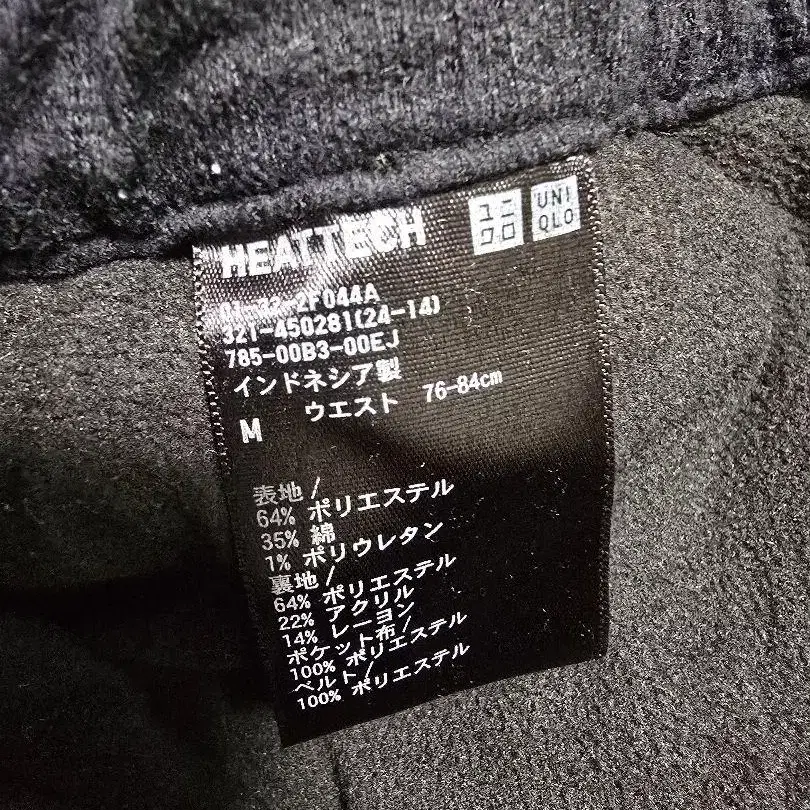 HEATTECH
ユニ
クロ
UNI
QLO
01-42-2F044A
321-450281(24-14)
785-00B3-00EJ
インドネシア製
M ウエスト 76-84cm
表地/
64% ポリエステル
35% 綿
1% ポリウレタン
裏地/
64% ポリエステル
22% アクリル
14% レーヨン
ポケット布/
100% ポリエステル
ベルト/
100% ポリエステル